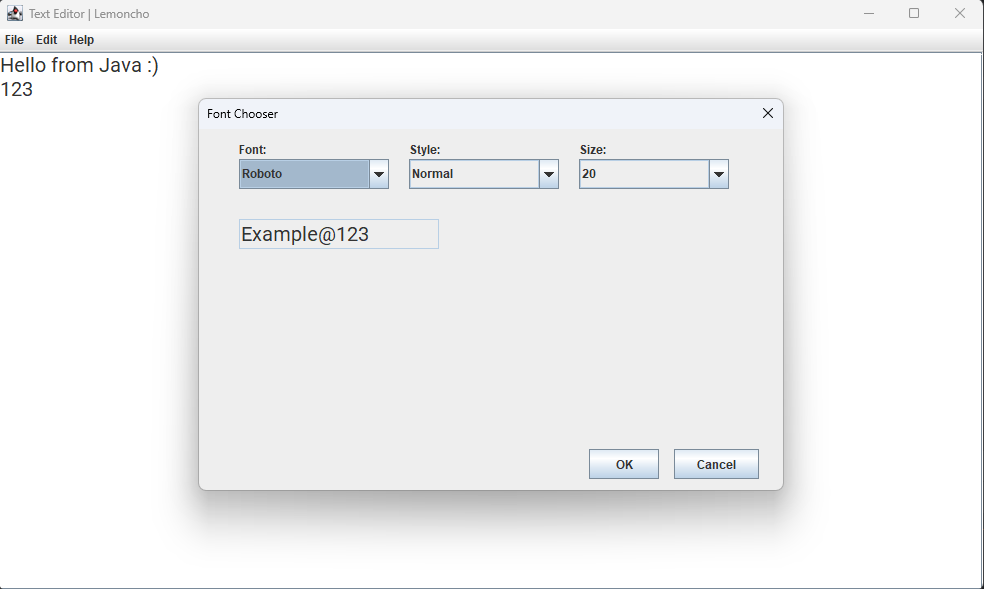 Text Editor | Lemoncho
File Edit Help
Hello from Java :)
123
Font Chooser
Font: Style: Size:
Roboto Normal 20
Example@123
OK Cancel